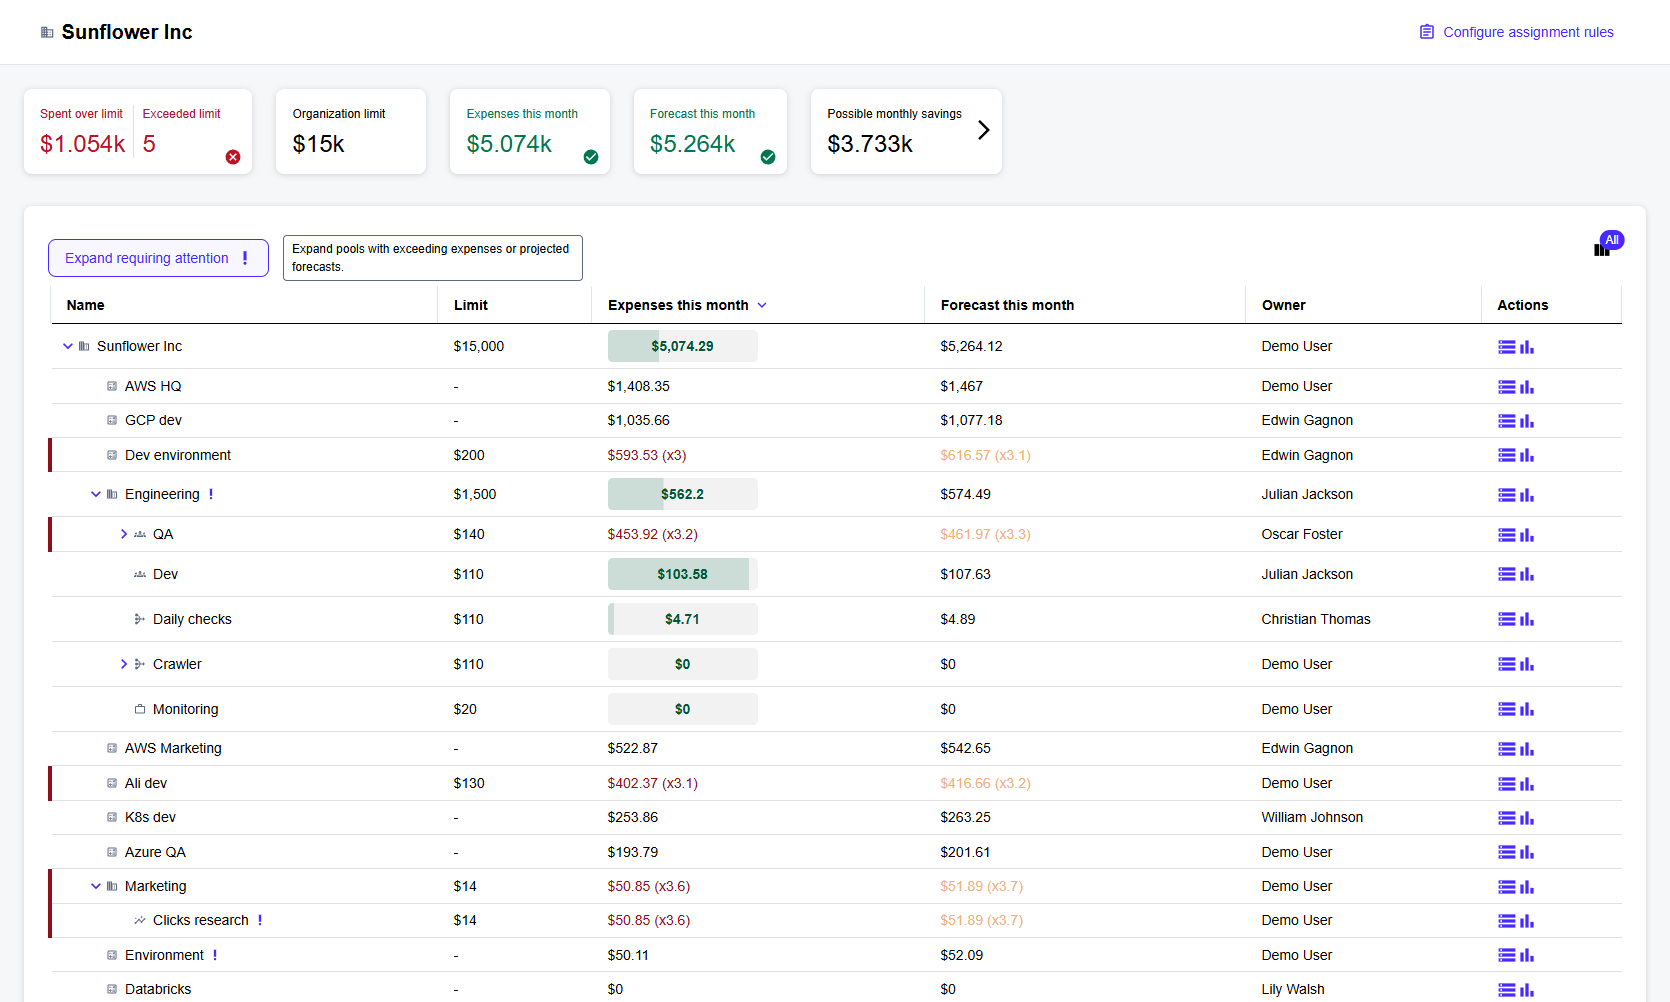 Sunflower Inc
Configure assignment rules
Spent over limit
$1.054k
Exceeded limit
5
Organization limit
$15k
Expenses this month
$5.074k
Forecast this month
$5.264k
Possible monthly savings
$3.733k
Expand requiring attention !
Expand pools with exceeding expenses or projected
forecasts.
All
Name Limit Expenses this month Forecast this month Owner Actions
Sunflower Inc $15,000 $5,074.29 $5,264.12 Demo User
AWS HQ - $1,408.35 $1,467 Demo User
GCP dev - $1,035.66 $1,077.18 Edwin Gagnon
Dev environment $200 $593.53 (x3) $616.57 (x3.1) Edwin Gagnon
Engineering ! $1,500 $562.2 $574.49 Julian Jackson
QA $140 $453.92 (x3.2) $461.97 (x3.3) Oscar Foster
Dev $110 $103.58 $107.63 Julian Jackson
Daily checks $110 $4.71 $4.89 Christian Thomas
Crawler $110 $0 $0 Demo User
Monitoring $20 $0 $0 Demo User
AWS Marketing - $522.87 $542.65 Edwin Gagnon
Ali dev $130 $402.37 (x3.1) $416.66 (x3.2) Demo User
K8s dev - $253.86 $263.25 William Johnson
Azure QA - $193.79 $201.61 Demo User
Marketing $14 $50.85 (x3.6) $51.89 (x3.7) Demo User
Clicks research ! $14 $50.85 (x3.6) $51.89 (x3.7) Demo User
Environment ! - $50.11 $52.09 Demo User
Databricks - $0 $0 Lily Walsh